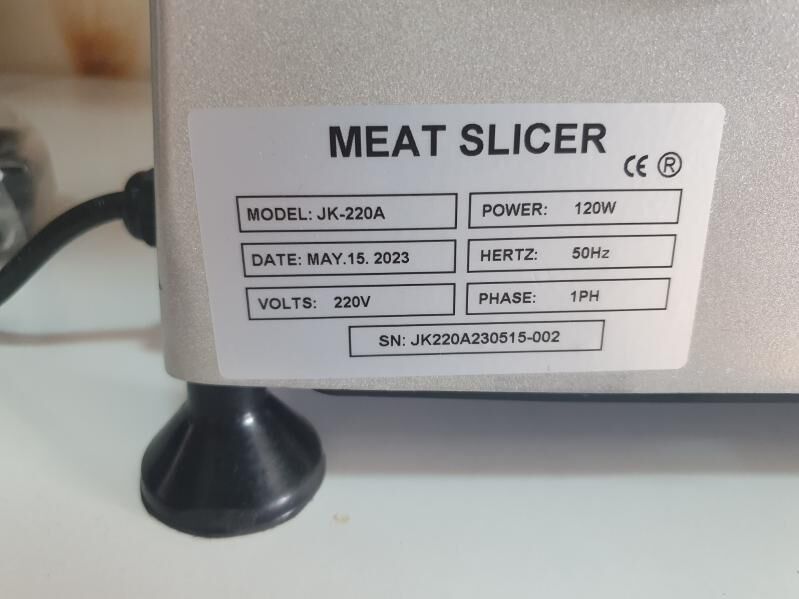 MEAT SLICER
CE ®
MODEL: JK-220A
POWER: 120W
DATE: MAY.15. 2023
HERTZ: 50Hz
VOLTS: 220V
PHASE: 1PH
SN: JK220A230515-002